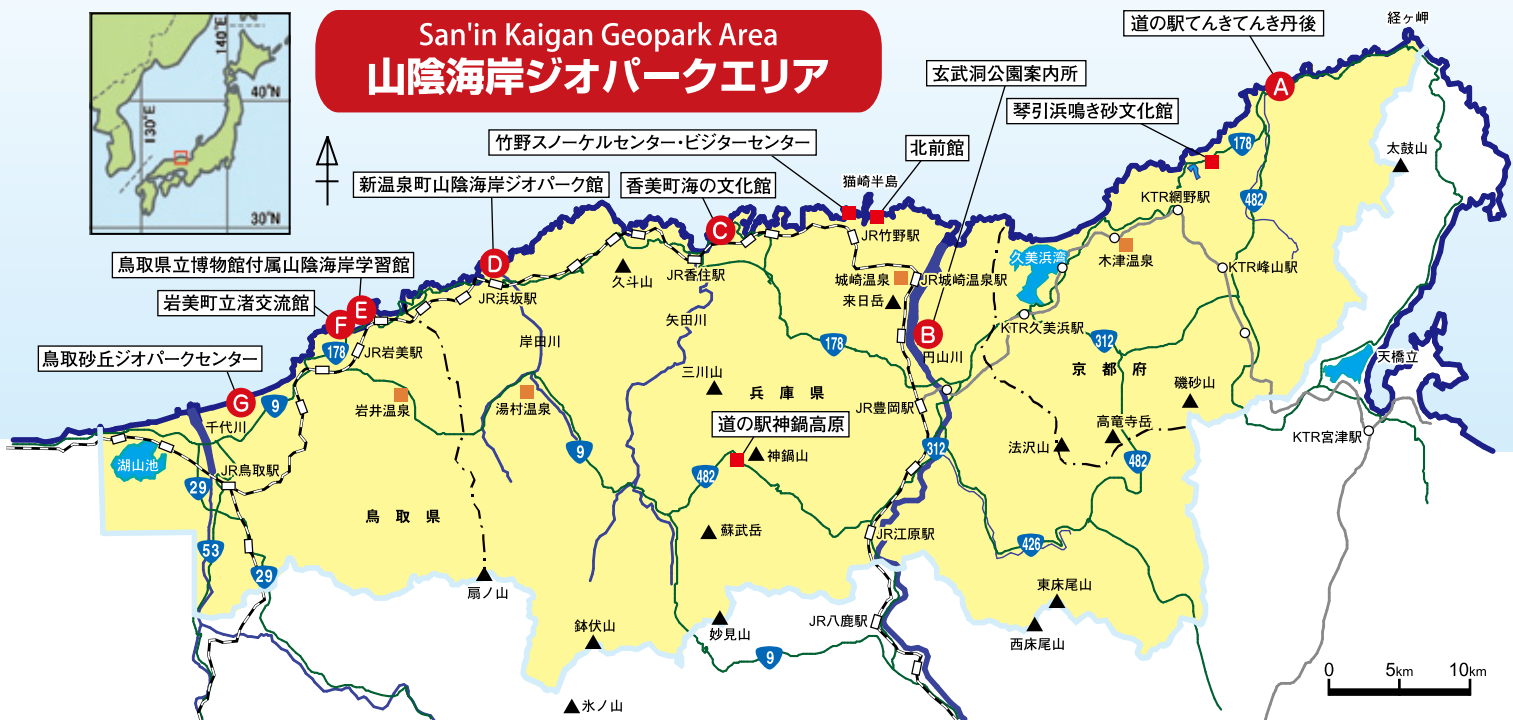 San'in Kaigan Geopark Area
山陰海岸ジオパークエリア
140°E
40°N
130°E
30°N
道の駅てんきてんき丹後
経ヶ岬
玄武洞公園案内所
琴引浜鳴き砂文化館
竹野スノーケルセンター・ビジターセンター
北前館
新温泉町山陰海岸ジオパーク館
香美町海の文化館
猫崎半島
鳥取県立博物館付属山陰海岸学習館
岩美町立渚交流館
鳥取砂丘ジオパークセンター
A
178
太鼓山
482
KTR網野駅
C
JR竹野駅
D
久斗山
JR香住駅
城崎温泉
JR城崎温泉駅
久美浜湾
木津温泉
KTR峰山駅
JR浜坂駅
来日岳
E
F
矢田川
岸田川
B
円山川
KTR久美浜駅
178
JR岩美駅
178
312
天橋立
三川山
兵庫県
京都府
磯砂山
G
9
岩井温泉
湯村温泉
JR豊岡駅
千代川
道の駅神鍋高原
高竜寺岳
KTR宮津駅
湖山池
JR鳥取駅
9
神鍋山
312
法沢山
482
482
29
鳥取県
蘇武岳
JR江原駅
426
53
29
扇ノ山
東床尾山
鉢伏山
妙見山
JR八鹿駅
西床尾山
9
氷ノ山
0 5km 10km